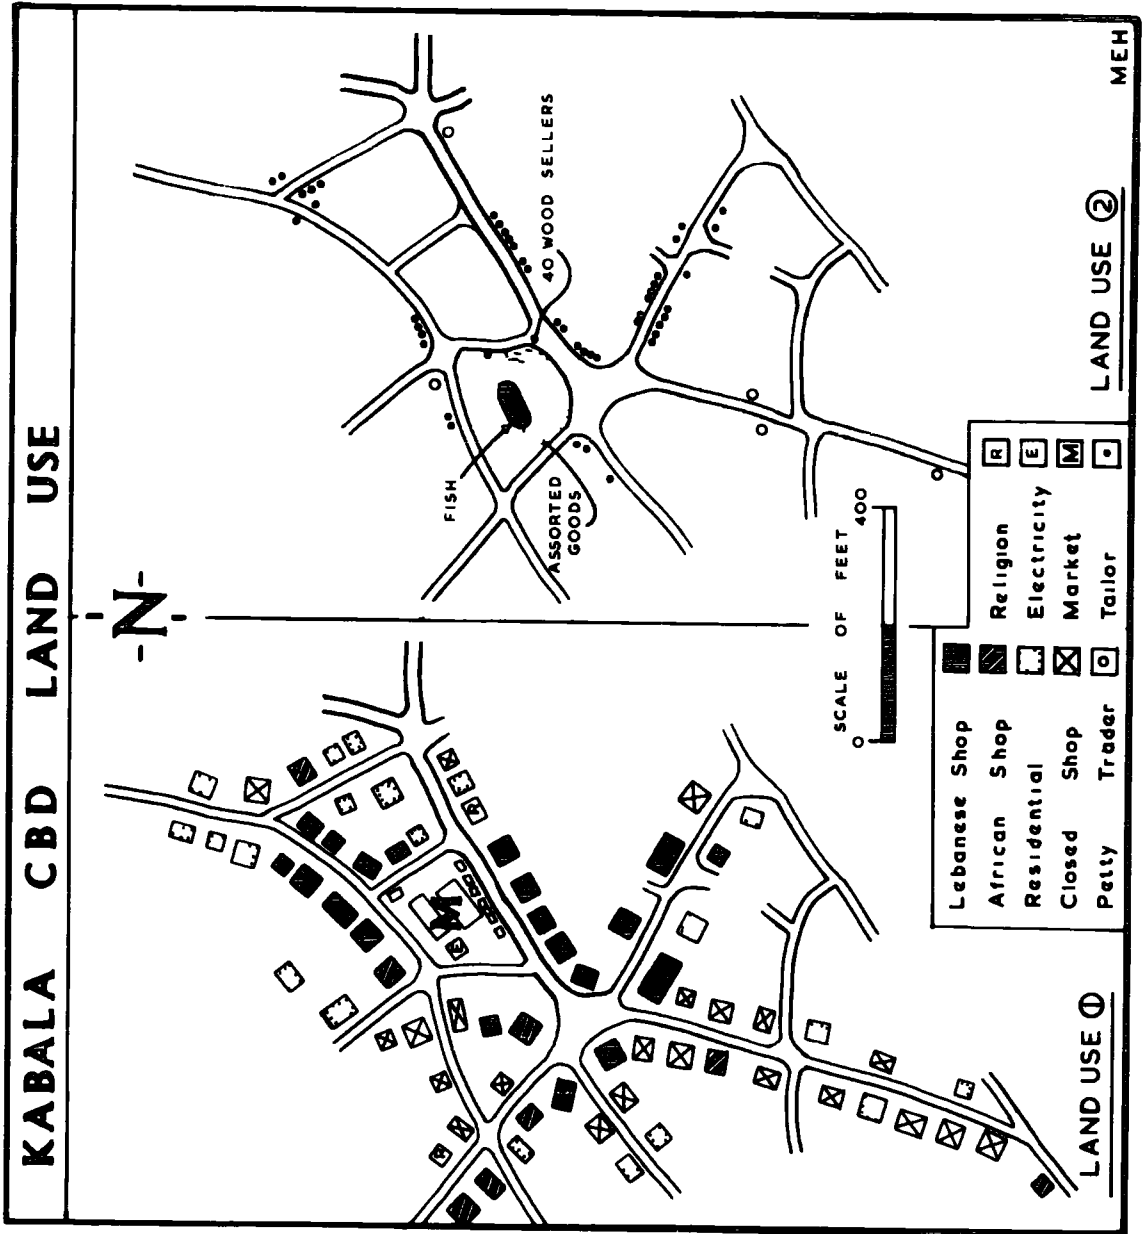 KABALA CBD LAND USE
N
40 WOOD SELLERS
FISH
ASSORTED
GOODS
SCALE OF FEET
0 400
M
E
Lebanese Shop
African Shop
Residential
Closed Shop
Petty Trader
Religion R
Electricity E
Market M
Tailor
LAND USE 1
LAND USE 2
MEH